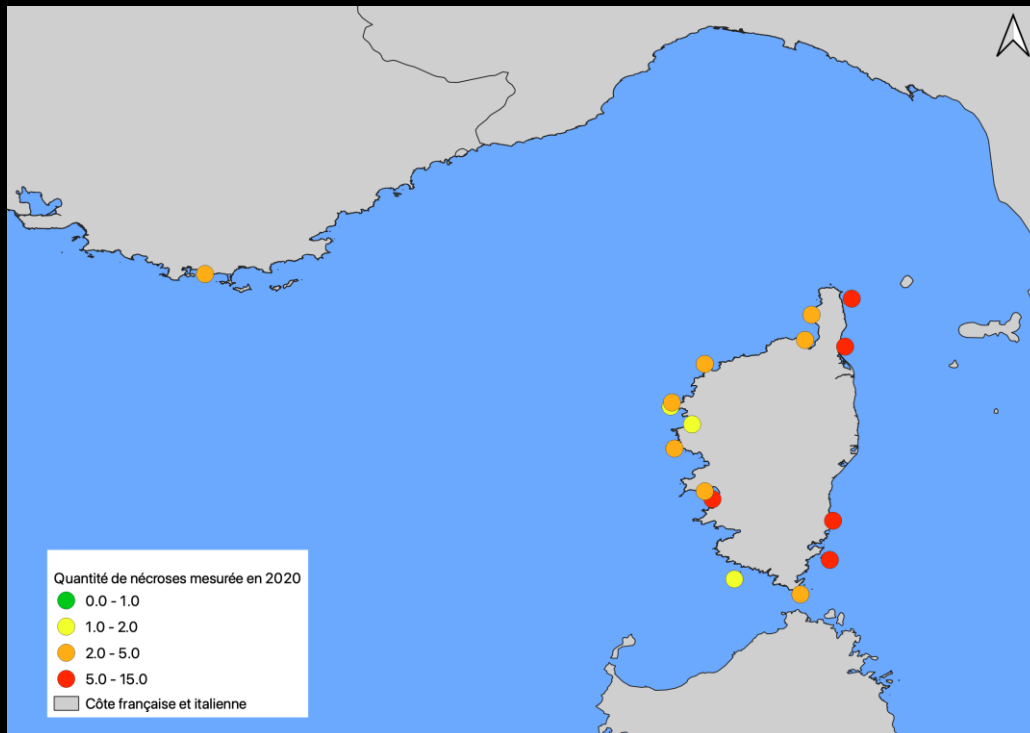 Quantité de nécroses mesurée en 2020
0.0 - 1.0
1.0 - 2.0
2.0 - 5.0
5.0 - 15.0
Côte française et italienne